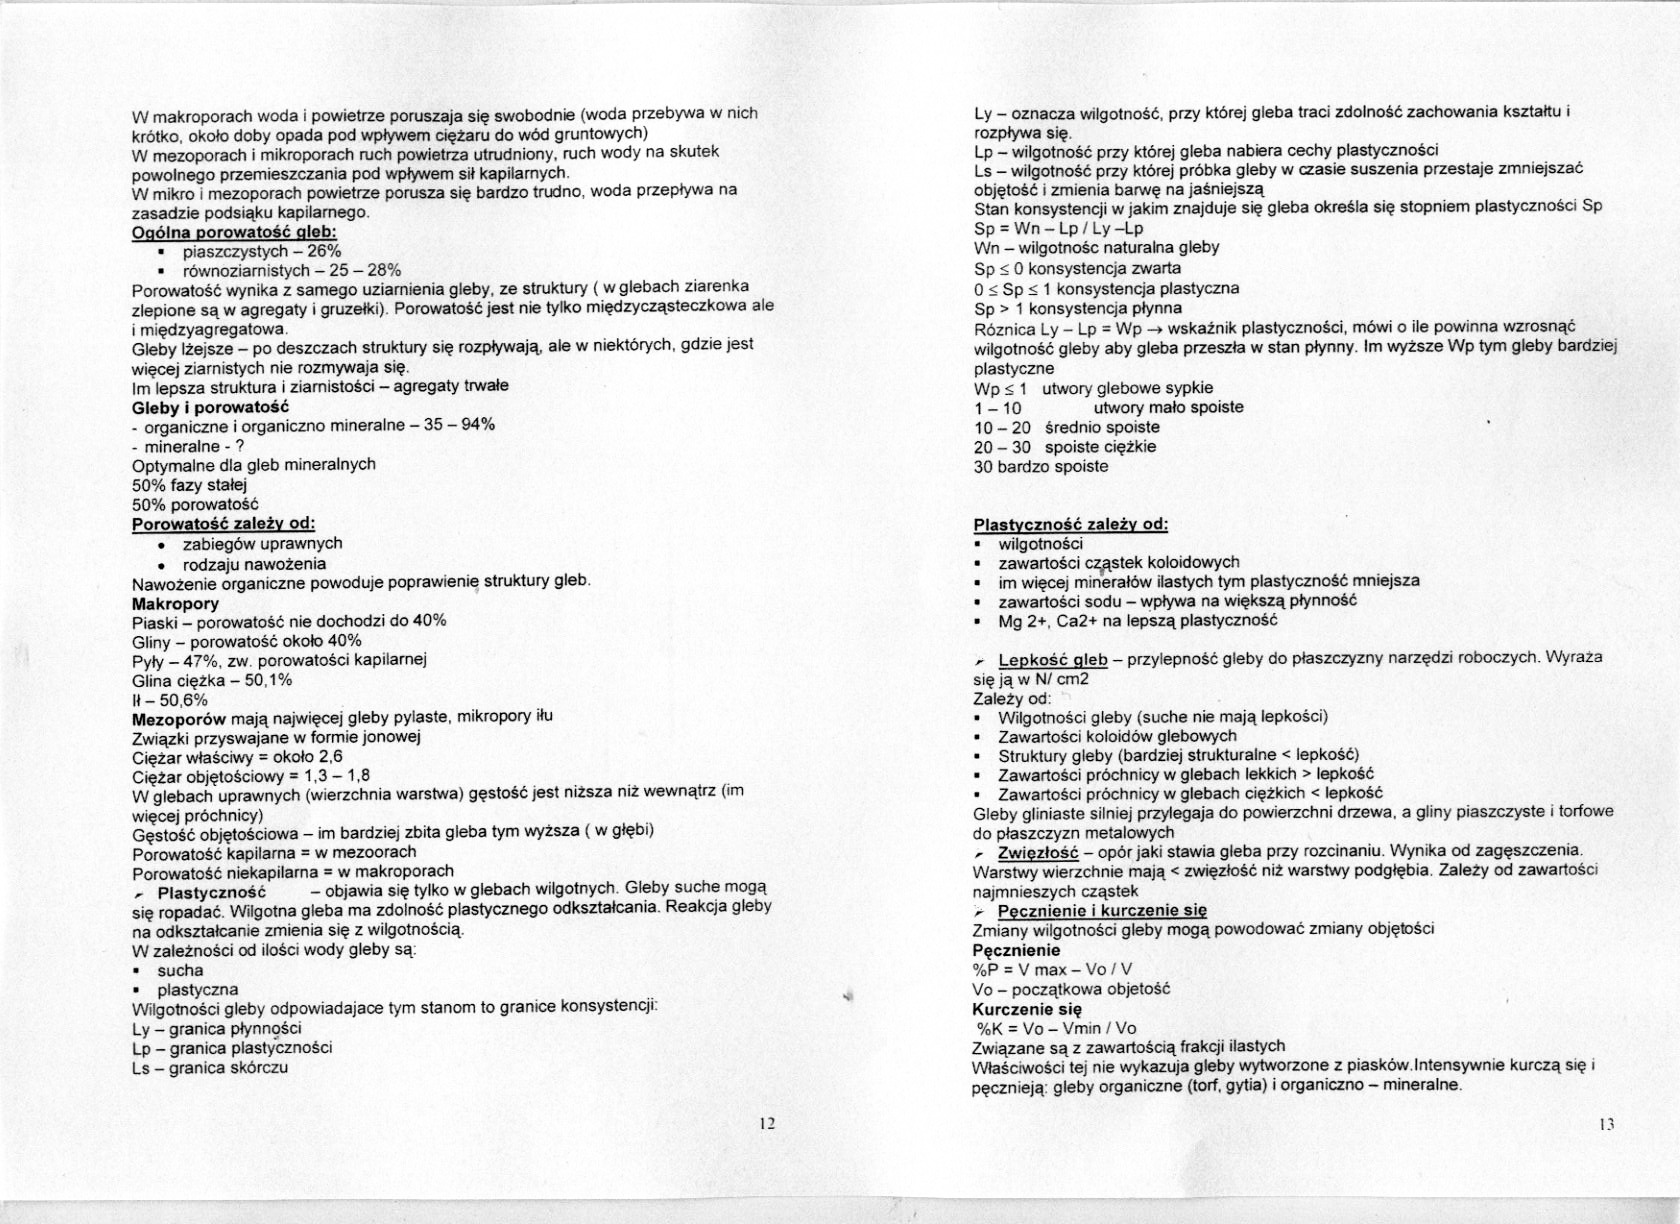 W makroporach woda i powietrze poruszaja się swobodnie (woda przebywa w nich
krótko, około doby opada pod wpływem ciężaru do wód gruntowych)
W mezoporach i mikroporach ruch powietrza utrudniony, ruch wody na skutek
powolnego przemieszczania pod wpływem sił kapilarnych.
W mikro i mezoporach powietrze porusza się bardzo trudno, woda przepływa na
zasadzie podsiąku kapilarnego.
Ogólna porowatość gleb:
▪ piaszczystych – 26%
▪ równoziarnistych – 25 – 28%
Porowatość wynika z samego uziarnienia gleby, ze struktury ( w glebach ziarenka
zlepione są w agregaty i gruzełki). Porowatość jest nie tylko międzycząsteczkowa ale
i międzyagregatowa.
Gleby lżejsze – po deszczach struktury się rozpływają, ale w niektórych, gdzie jest
więcej ziarnistych nie rozmywaja się.
Im lepsza struktura i ziarnistości – agregaty trwałe
Gleby i porowatość
- organiczne i organiczno mineralne – 35 – 94%
- mineralne - ?
Optymalne dla gleb mineralnych
50% fazy stałej
50% porowatość
Porowatość zależy od:
• zabiegów uprawnych
• rodzaju nawożenia
Nawożenie organiczne powoduje poprawienie struktury gleb.
Makropory
Piaski – porowatość nie dochodzi do 40%
Gliny – porowatość około 40%
Pyły – 47%, zw. porowatości kapilarnej
Glina ciężka – 50,1%
Ił – 50,6%
Mezoporów mają najwięcej gleby pylaste, mikropory iłu
Związki przyswajane w formie jonowej
Ciężar właściwy = około 2,6
Ciężar objętościowy = 1,3 – 1,8
W glebach uprawnych (wierzchnia warstwa) gęstość jest niższa niż wewnątrz (im
więcej próchnicy)
Gęstość objętościowa – im bardziej zbita gleba tym wyższa ( w głębi)
Porowatość kapilarna = w mezoorach
Porowatość niekapilarna = w makroporach
➢ Plastyczność – objawia się tylko w glebach wilgotnych. Gleby suche mogą
się ropadać. Wilgotna gleba ma zdolność plastycznego odkształcania. Reakcja gleby
na odkształcanie zmienia się z wilgotnością.
W zależności od ilości wody gleby są:
▪ sucha
▪ plastyczna
Wilgotności gleby odpowiadajace tym stanom to granice konsystencji:
Ly – granica płynności
Lp – granica plastyczności
Ls – granica skórczu
12
Ly – oznacza wilgotność, przy której gleba traci zdolność zachowania kształtu i
rozpływa się.
Lp – wilgotność przy której gleba nabiera cechy plastyczności
Ls – wilgotność przy której próbka gleby w czasie suszenia przestaje zmniejszać
objętość i zmienia barwę na jaśniejszą
Stan konsystencji w jakim znajduje się gleba określa się stopniem plastyczności Sp
Sp = Wn – Lp / Ly –Lp
Wn – wilgotnośc naturalna gleby
Sp ≤ 0 konsystencja zwarta
0 ≤ Sp ≤ 1 konsystencja plastyczna
Sp > 1 konsystencja płynna
Róznica Ly – Lp = Wp → wskaźnik plastyczności, mówi o ile powinna wzrosnąć
wilgotność gleby aby gleba przeszła w stan płynny. Im wyższe Wp tym gleby bardziej
plastyczne
Wp ≤ 1 utwory glebowe sypkie
1 – 10 utwory mało spoiste
10 – 20 średnio spoiste
20 – 30 spoiste ciężkie
30 bardzo spoiste
Plastyczność zależy od:
▪ wilgotności
▪ zawartości cząstek koloidowych
▪ im więcej minerałów ilastych tym plastyczność mniejsza
▪ zawartości sodu – wpływa na większą płynność
▪ Mg 2+, Ca2+ na lepszą plastyczność
➢ Lepkość gleb – przylepność gleby do płaszczyzny narzędzi roboczych. Wyraża
się ją w N/ cm2
Zależy od:
▪ Wilgotności gleby (suche nie mają lepkości)
▪ Zawartości koloidów glebowych
▪ Struktury gleby (bardziej strukturalne < lepkość)
▪ Zawartości próchnicy w glebach lekkich > lepkość
▪ Zawartości próchnicy w glebach ciężkich < lepkość
Gleby gliniaste silniej przylegaja do powierzchni drzewa, a gliny piaszczyste i torfowe
do płaszczyzn metalowych
➢ Zwięzłość – opór jaki stawia gleba przy rozcinaniu. Wynika od zagęszczenia.
Warstwy wierzchnie mają < zwięzłość niż warstwy podgłębia. Zależy od zawartości
najmnieszych cząstek
➢ Pęcznienie i kurczenie się
Zmiany wilgotności gleby mogą powodować zmiany objętości
Pęcznienie
%P = V max – Vo / V
Vo – początkowa objetość
Kurczenie się
%K = Vo – Vmin / Vo
Związane są z zawartością frakcji ilastych
Właściwości tej nie wykazuja gleby wytworzone z piasków.Intensywnie kurczą się i
pęcznieją: gleby organiczne (torf, gytia) i organiczno – mineralne.
13